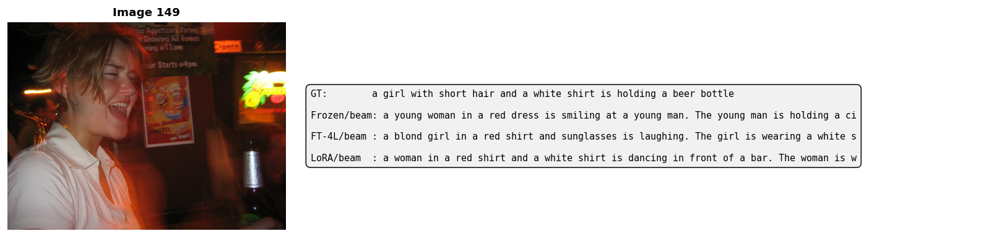 Image 149
Price Appetizers During
Showing All Games
ning @11am
our Starts @4pm
Cigars
AMSTEL Light
GT: a girl with short hair and a white shirt is holding a beer bottle
Frozen/beam: a young woman in a red dress is smiling at a young man. The young man is holding a ci
FT-4L/beam : a blond girl in a red shirt and sunglasses is laughing. The girl is wearing a white s
LoRA/beam : a woman in a red shirt and a white shirt is dancing in front of a bar. The woman is w